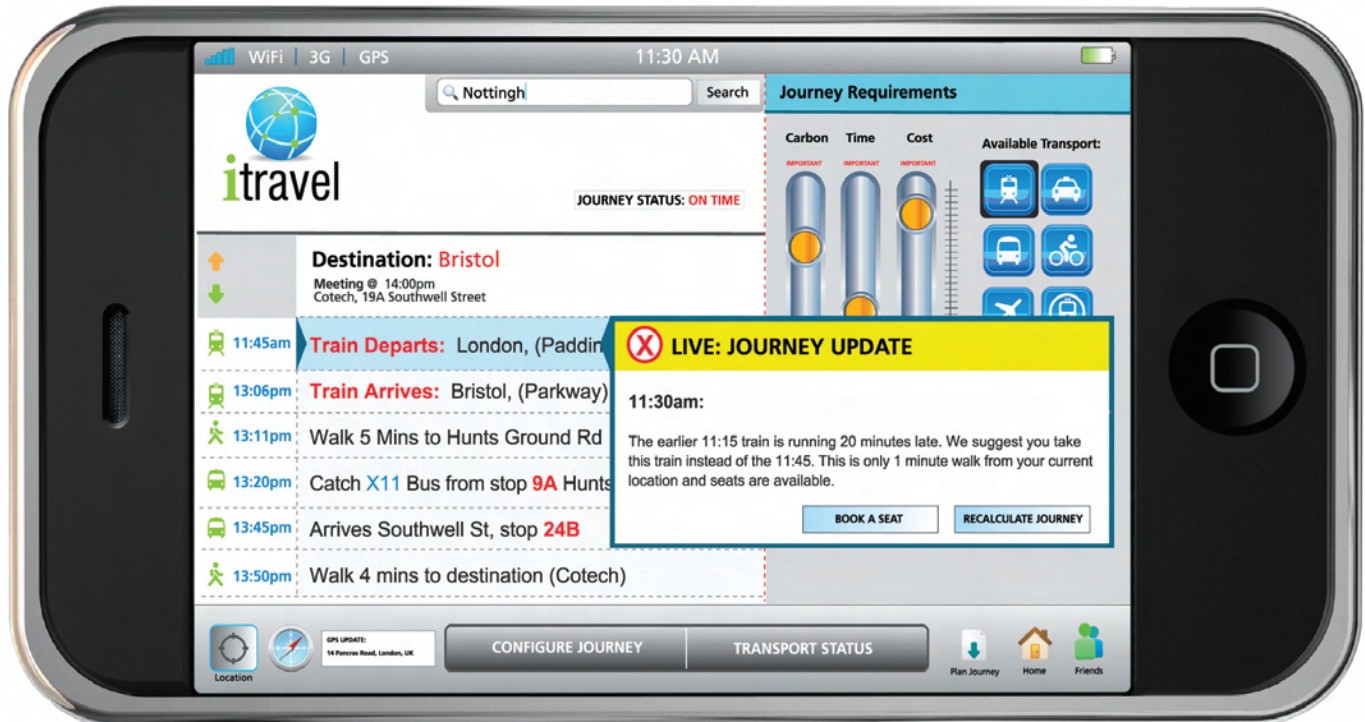 WiFi | 3G | GPS
11:30 AM
Nottingh
Search
itravel
JOURNEY STATUS: ON TIME
Destination: Bristol
Meeting @ 14:00pm
Cotech, 19A Southwell Street
11:45am Train Departs: London, (Paddin
13:06pm Train Arrives: Bristol, (Parkway)
13:11pm Walk 5 Mins to Hunts Ground Rd
13:20pm Catch X11 Bus from stop 9A Hunts
13:45pm Arrives Southwell St, stop 24B
13:50pm Walk 4 mins to destination (Cotech)
Journey Requirements
Carbon Time Cost
IMPORTANT IMPORTANT IMPORTANT
Available Transport:
X LIVE: JOURNEY UPDATE
11:30am:
The earlier 11:15 train is running 20 minutes late. We suggest you take
this train instead of the 11:45. This is only 1 minute walk from your current
location and seats are available.
BOOK A SEAT
RECALCULATE JOURNEY
Location
GPS UPDATE:
14 Pancras Road, London, UK
CONFIGURE JOURNEY
TRANSPORT STATUS
Plan Journey
Home
Friends